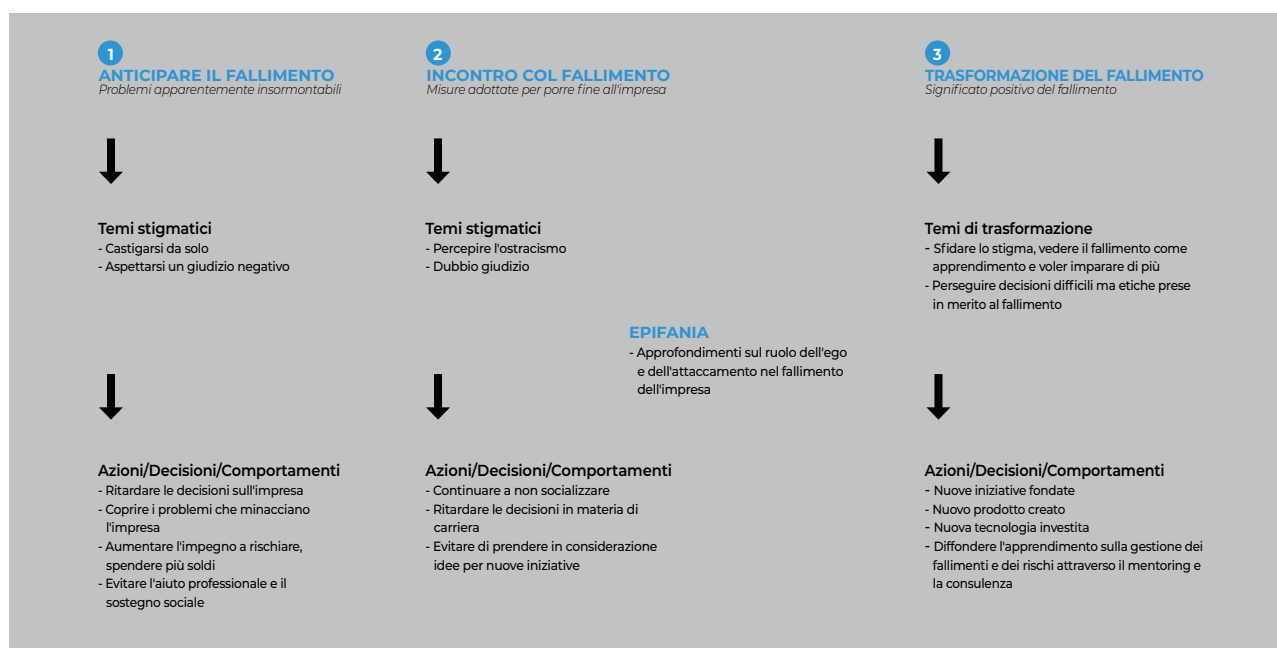 1
ANTICIPARE IL FALLIMENTO
Problemi apparentemente insormontabili
Temi stigmatici
- Castigarsi da solo
- Aspettarsi un giudizio negativo
Azioni/Decisioni/Comportamenti
- Ritardare le decisioni sull'impresa
- Coprire i problemi che minacciano
l'impresa
- Aumentare l'impegno a rischiare,
spendere più soldi
- Evitare l'aiuto professionale e il
sostegno sociale
2
INCONTRO COL FALLIMENTO
Misure adottate per porre fine all'impresa
Temi stigmatici
- Percepire l'ostracismo
- Dubbio giudizio
Azioni/Decisioni/Comportamenti
- Continuare a non socializzare
- Ritardare le decisioni in materia di
carriera
- Evitare di prendere in considerazione
idee per nuove iniziative
EPIFANIA
- Approfondimenti sul ruolo dell'ego
e dell'attaccamento nel fallimento
dell'impresa
3
TRASFORMAZIONE DEL FALLIMENTO
Significato positivo del fallimento
Temi di trasformazione
- Sfidare lo stigma, vedere il fallimento come
apprendimento e voler imparare di più
- Perseguire decisioni difficili ma etiche prese
in merito al fallimento
Azioni/Decisioni/Comportamenti
- Nuove iniziative fondate
- Nuovo prodotto creato
- Nuova tecnologia investita
- Diffondere l'apprendimento sulla gestione dei
fallimenti e dei rischi attraverso il mentoring e
la consulenza